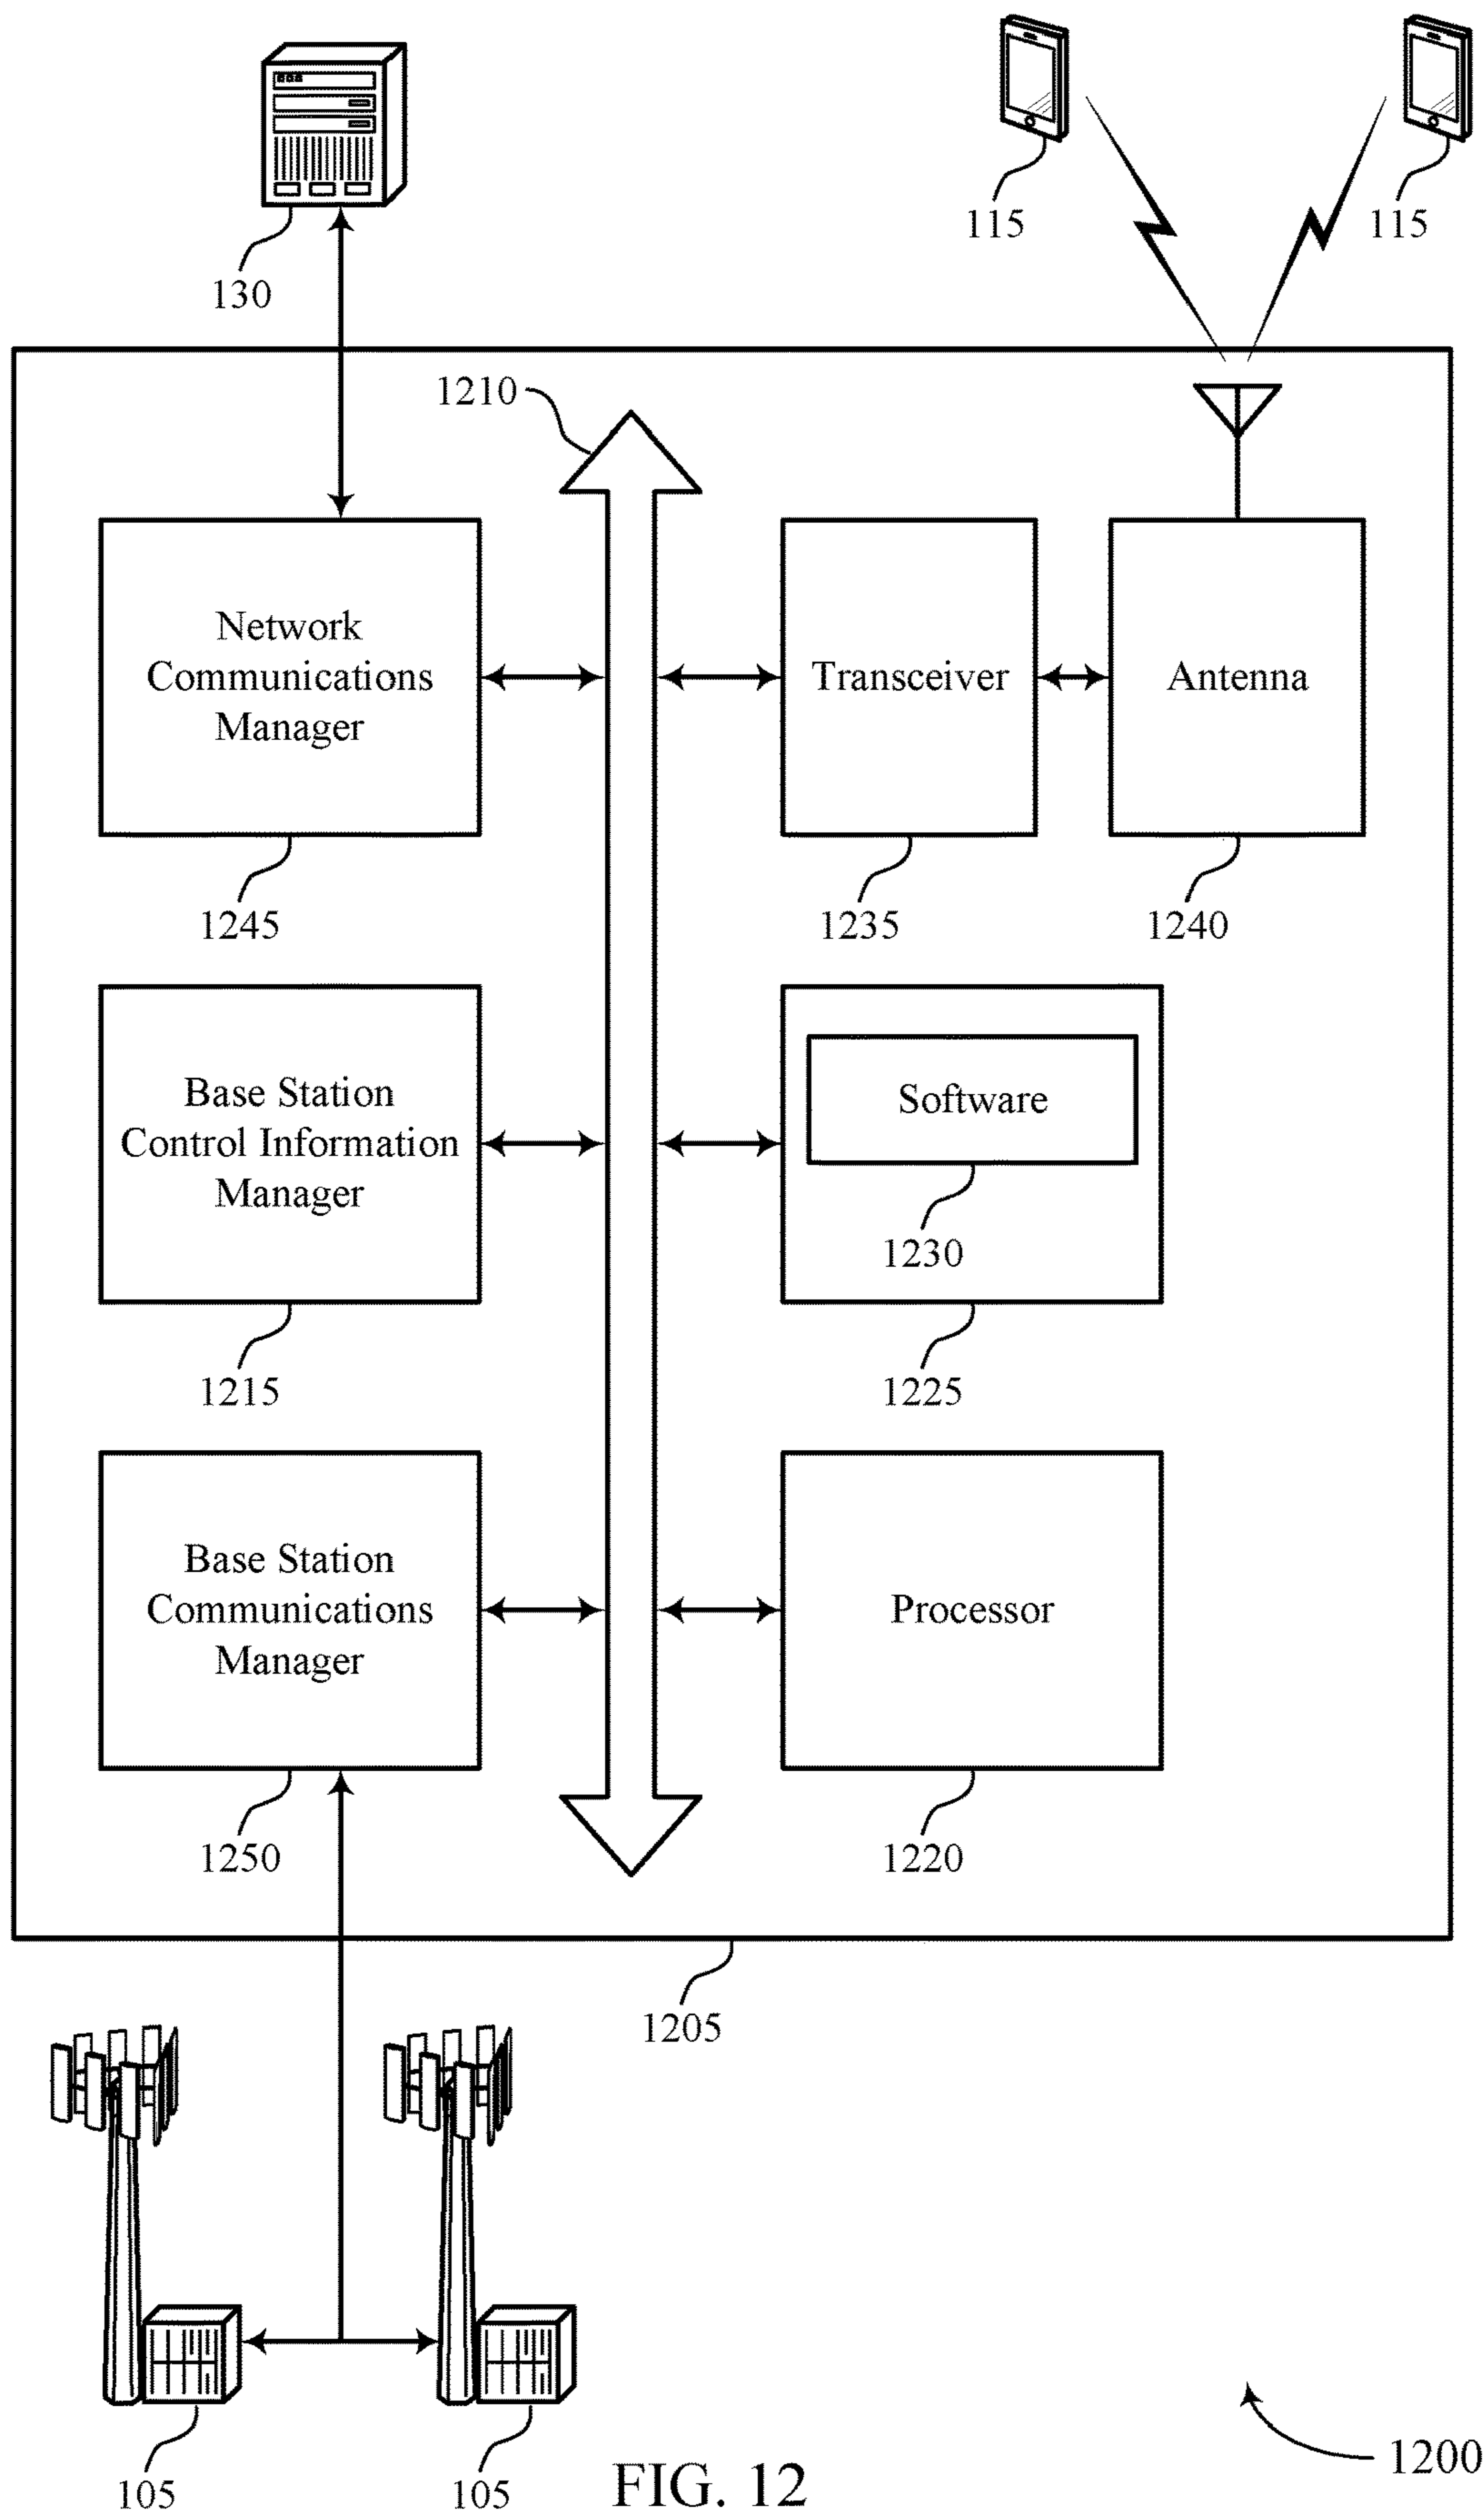 115
115
130
1210
Network
Communications
Manager
Transceiver
Antenna
1245
1235
1240
Base Station
Control Information
Manager
Software
1230
1215
1225
Base Station
Communications
Manager
Processor
1250
1220
1205
105
105
FIG. 12
1200